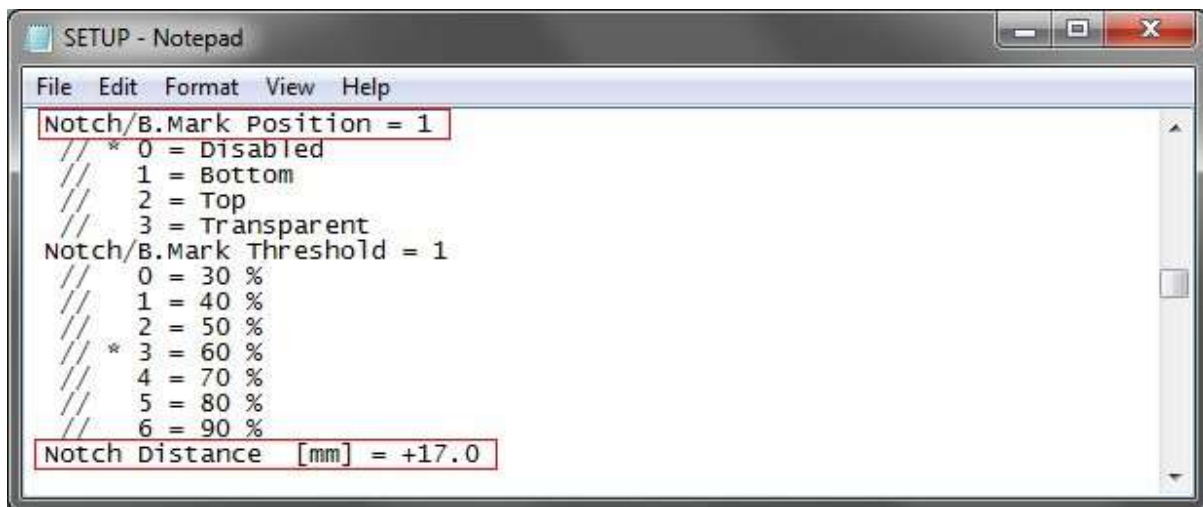 SETUP - Notepad
File Edit Format View Help
Notch/B.Mark Position = 1
// * 0 = Disabled
// 1 = Bottom
// 2 = Top
// 3 = Transparent
Notch/B.Mark Threshold = 1
// 0 = 30 %
// 1 = 40 %
// 2 = 50 %
// * 3 = 60 %
// 4 = 70 %
// 5 = 80 %
// 6 = 90 %
Notch Distance [mm] = +17.0